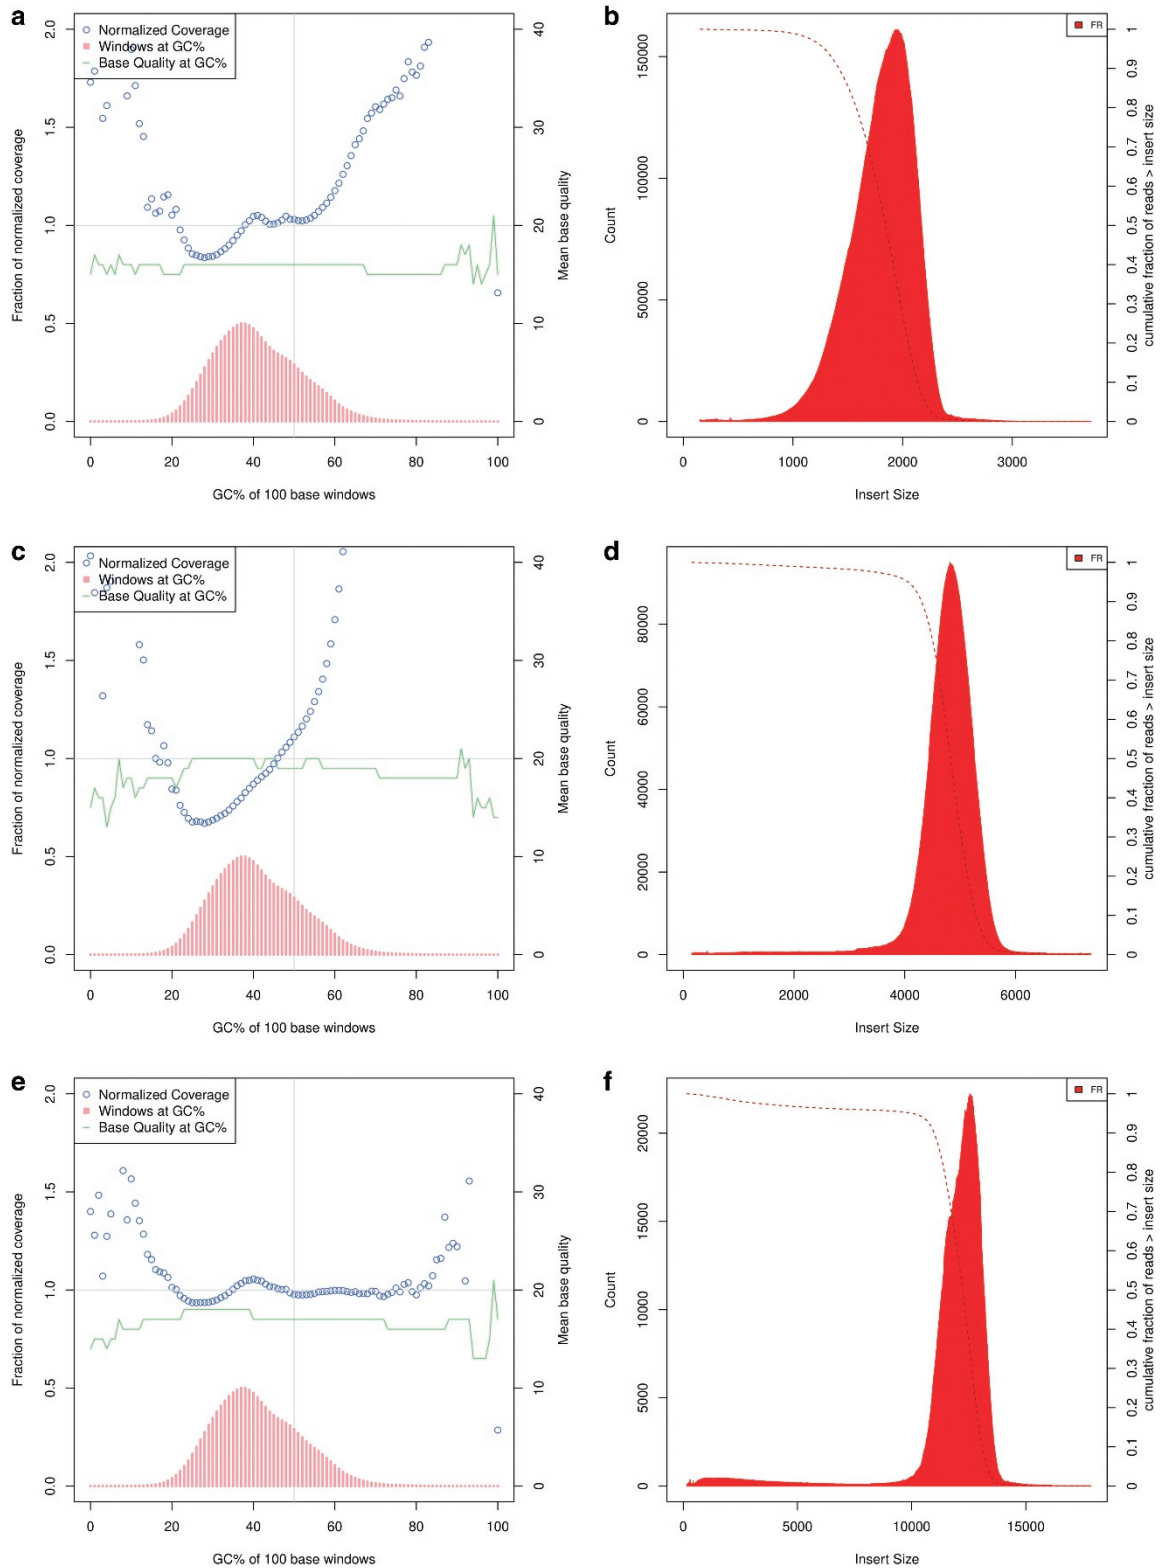 a
2.0
1.5
1.0
0.5
0.0
Fraction of normalized coverage
Normalized Coverage
Windows at GC%
Base Quality at GC%
40
30
20
10
0
Mean base quality
0 20 40 60 80 100
GC% of 100 base windows
b
150000
100000
50000
0
Count
FR
1
0.9
0.8
0.7
0.6
0.5
0.4
0.3
0.2
0.1
0
cumulative fraction of reads > insert size
0 1000 2000 3000
Insert Size
c
2.0
1.5
1.0
0.5
0.0
Fraction of normalized coverage
Normalized Coverage
Windows at GC%
Base Quality at GC%
40
30
20
10
0
Mean base quality
0 20 40 60 80 100
GC% of 100 base windows
d
80000
60000
40000
20000
0
Count
FR
1
0.9
0.8
0.7
0.6
0.5
0.4
0.3
0.2
0.1
0
cumulative fraction of reads > insert size
0 2000 4000 6000
Insert Size
e
2.0
1.5
1.0
0.5
0.0
Fraction of normalized coverage
Normalized Coverage
Windows at GC%
Base Quality at GC%
40
30
20
10
0
Mean base quality
0 20 40 60 80 100
GC% of 100 base windows
f
20000
15000
10000
5000
0
Count
FR
1
0.9
0.8
0.7
0.6
0.5
0.4
0.3
0.2
0.1
0
cumulative fraction of reads > insert size
0 5000 10000 15000
Insert Size